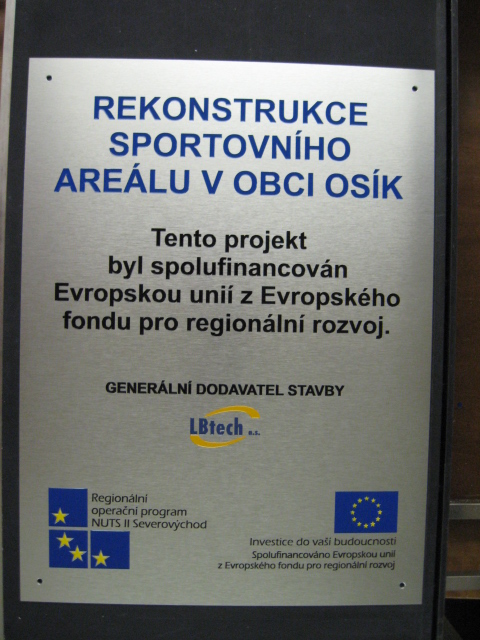 REKONSTRUKCE
SPORTOVNÍHO
AREÁLU V OBCI OSÍK
Tento projekt
byl spolufinancován
Evropskou unií z Evropského
fondu pro regionální rozvoj.
GENERÁLNÍ DODAVATEL STAVBY
LBtech a.s.
Regionální
operační program
NUTS II Severovýchod
Investice do vaší budoucnosti
Spolufinancováno Evropskou unií
z Evropského fondu pro regionální rozvoj